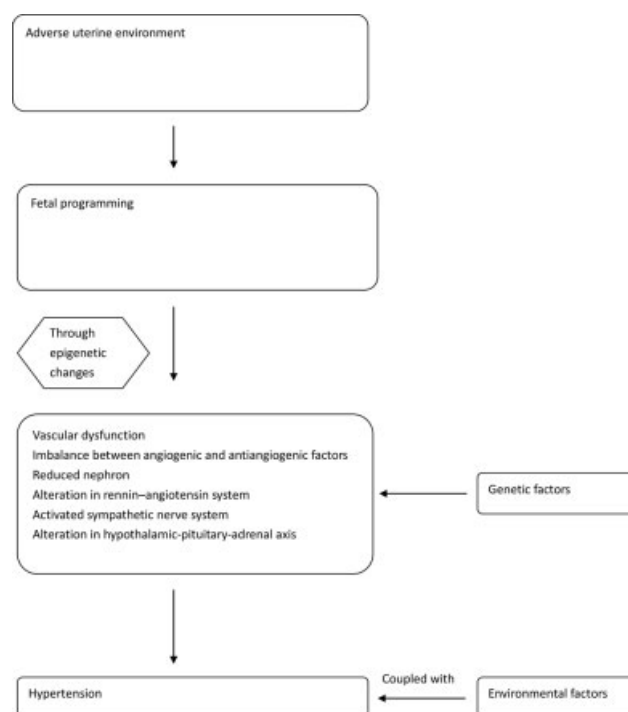 Adverse uterine environment
Fetal programming
Through
epigenetic
changes
Vascular dysfunction
Imbalance between angiogenic and antiangiogenic factors
Reduced nephron
Alteration in rennin–angiotensin system
Activated sympathetic nerve system
Alteration in hypothalamic-pituitary-adrenal axis
Genetic factors
Hypertension
Coupled with
Environmental factors